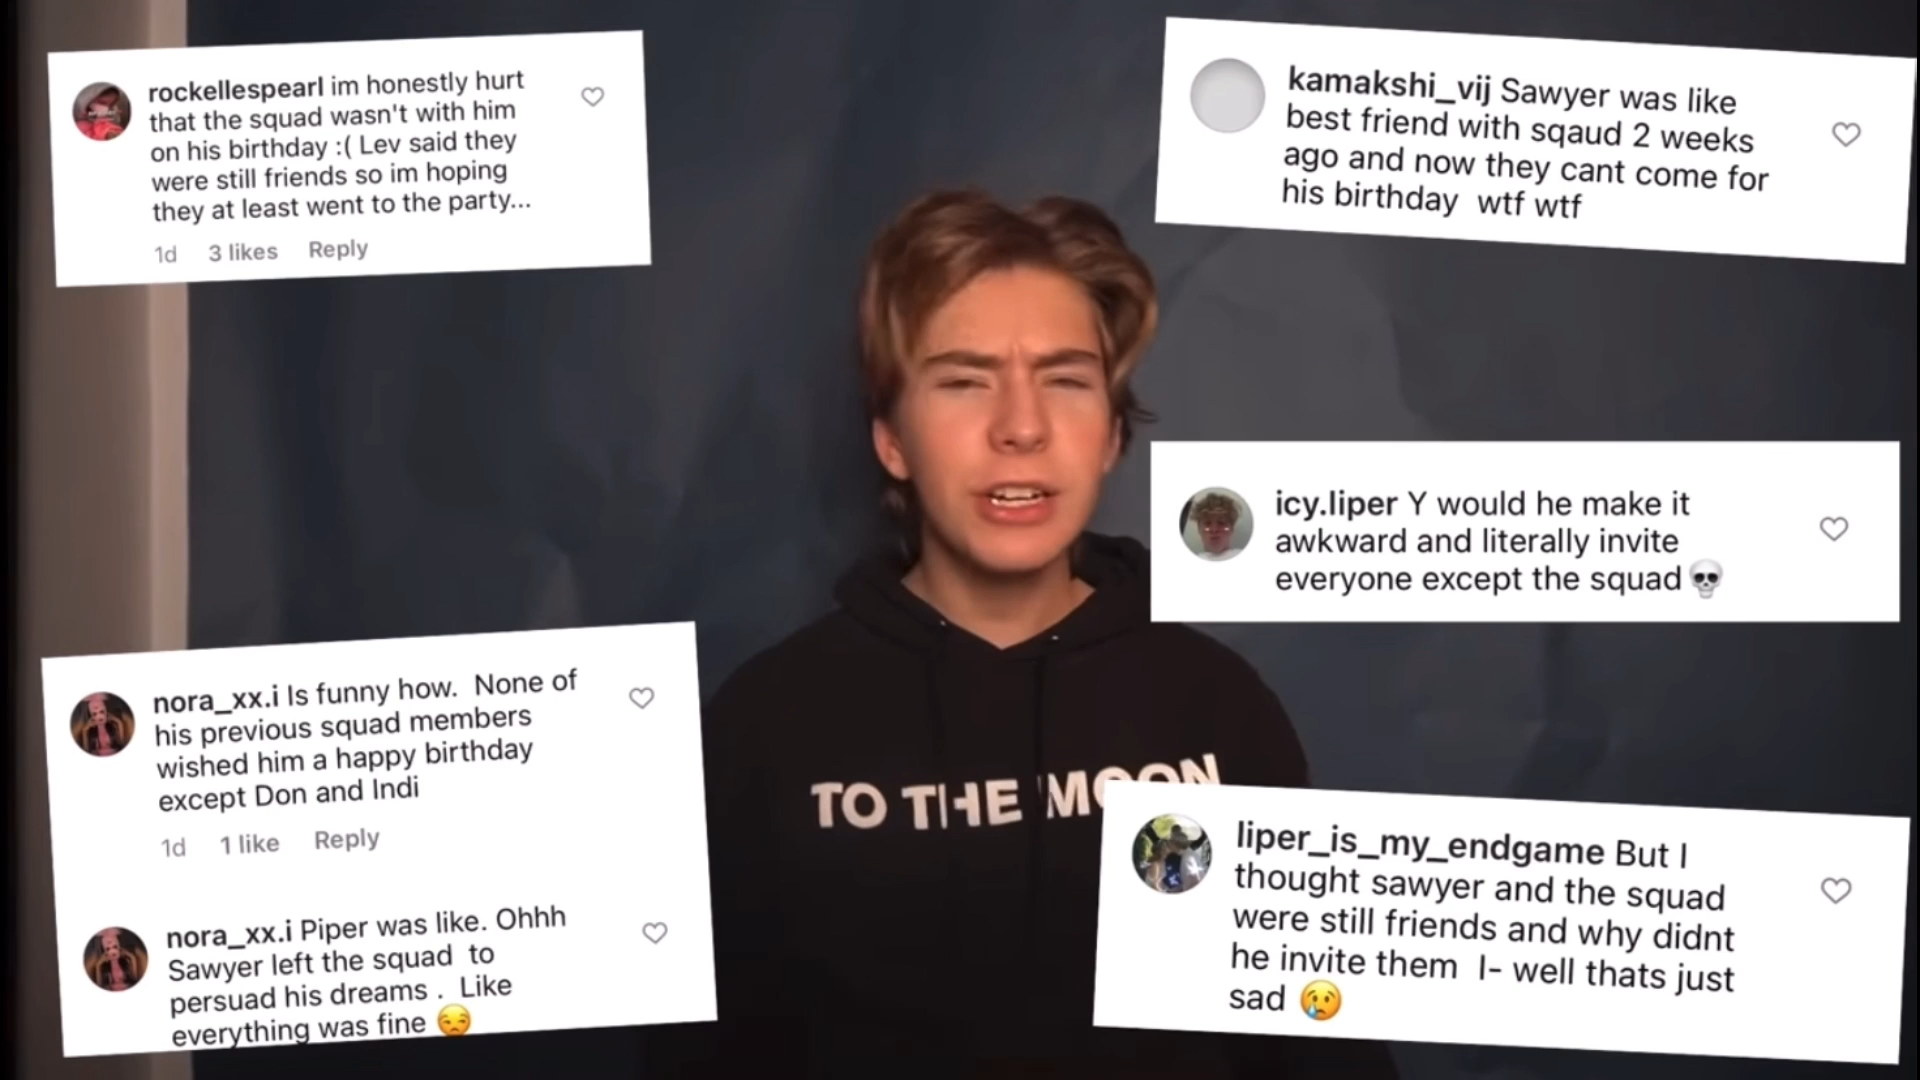 rockellespearl im honestly hurt
that the squad wasn't with him
on his birthday :( Lev said they
were still friends so im hoping
they at least went to the party...
1d 3 likes Reply
kamakshi_vij Sawyer was like
best friend with sqaud 2 weeks
ago and now they cant come for
his birthday wtf wtf
icy.liper Y would he make it
awkward and literally invite
everyone except the squad💀
nora_xx.i Is funny how. None of
his previous squad members
wished him a happy birthday
except Don and Indi
1d 1 like Reply
nora_xx.i Piper was like. Ohhh
Sawyer left the squad to
persuad his dreams . Like
everything was fine 😒
TO THE MOON
liper_is_my_endgame But I
thought sawyer and the squad
were still friends and why didnt
he invite them I- well thats just
sad 😢